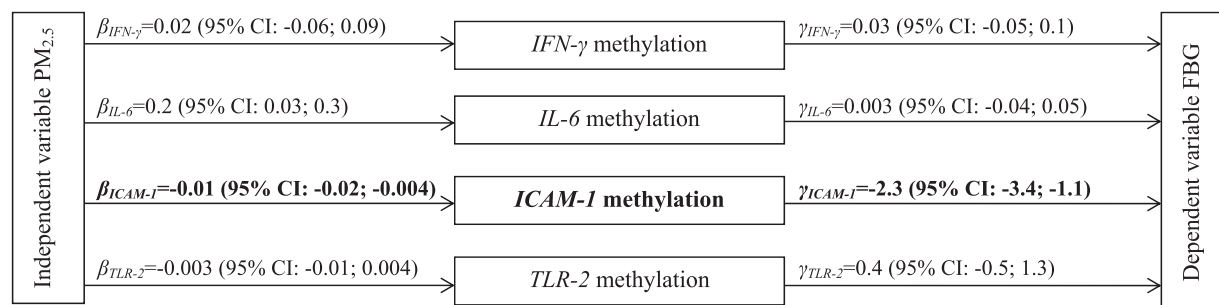 Independent variable PM2.5
βIFN-γ=0.02 (95% CI: -0.06; 0.09)
IFN-γ methylation
γIFN-γ=0.03 (95% CI: -0.05; 0.1)
βIL-6=0.2 (95% CI: 0.03; 0.3)
IL-6 methylation
γIL-6=0.003 (95% CI: -0.04; 0.05)
βICAM-1=-0.01 (95% CI: -0.02; -0.004)
ICAM-1 methylation
γICAM-1=-2.3 (95% CI: -3.4; -1.1)
βTLR-2=-0.003 (95% CI: -0.01; 0.004)
TLR-2 methylation
γTLR-2=0.4 (95% CI: -0.5; 1.3)
Dependent variable FBG